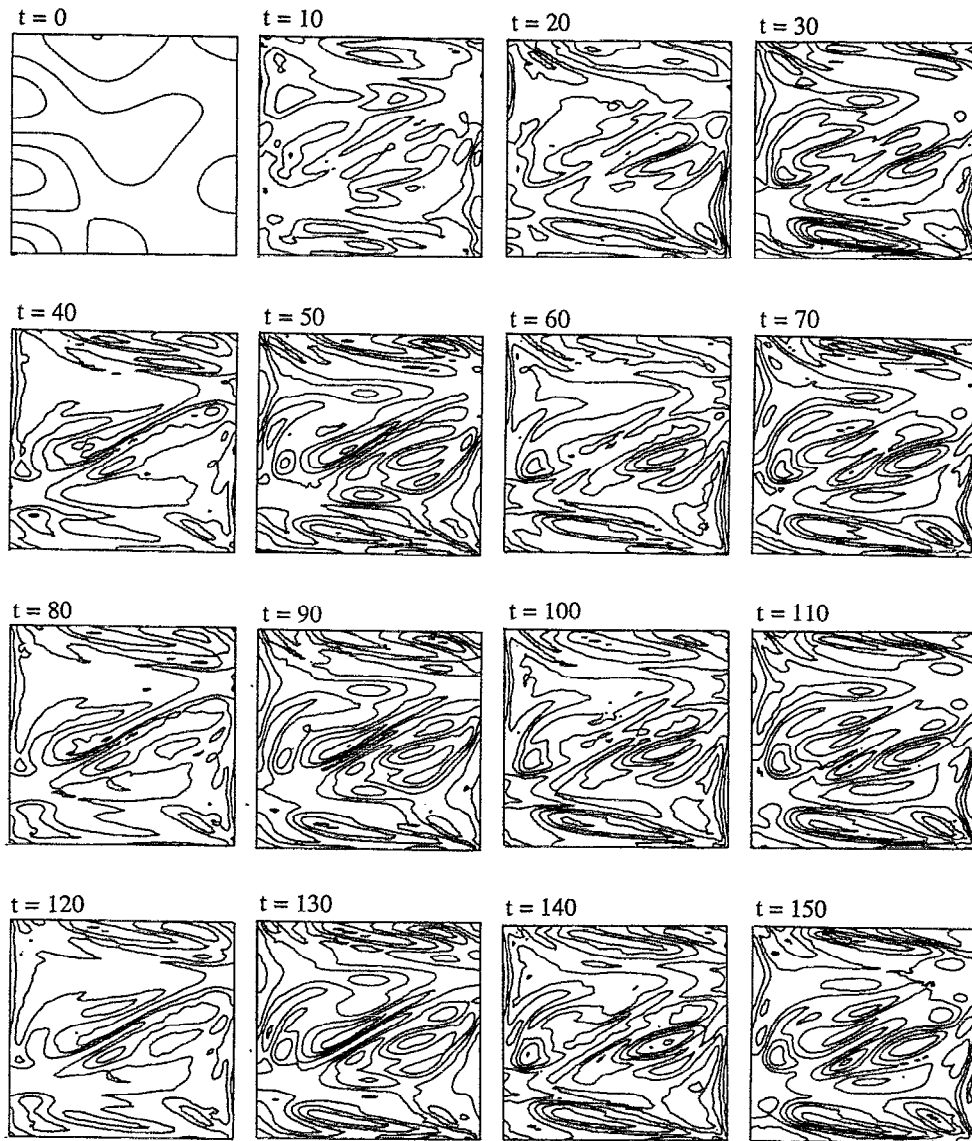 t = 0 t = 10 t = 20 t = 30
t = 40 t = 50 t = 60 t = 70
t = 80 t = 90 t = 100 t = 110
t = 120 t = 130 t = 140 t = 150